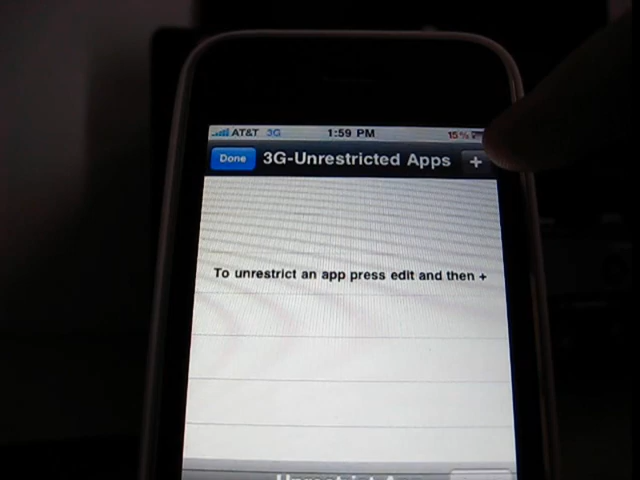 AT&T 3G 1:59 PM 15%
Done 3G-Unrestricted Apps +
To unrestrict an app press edit and then +